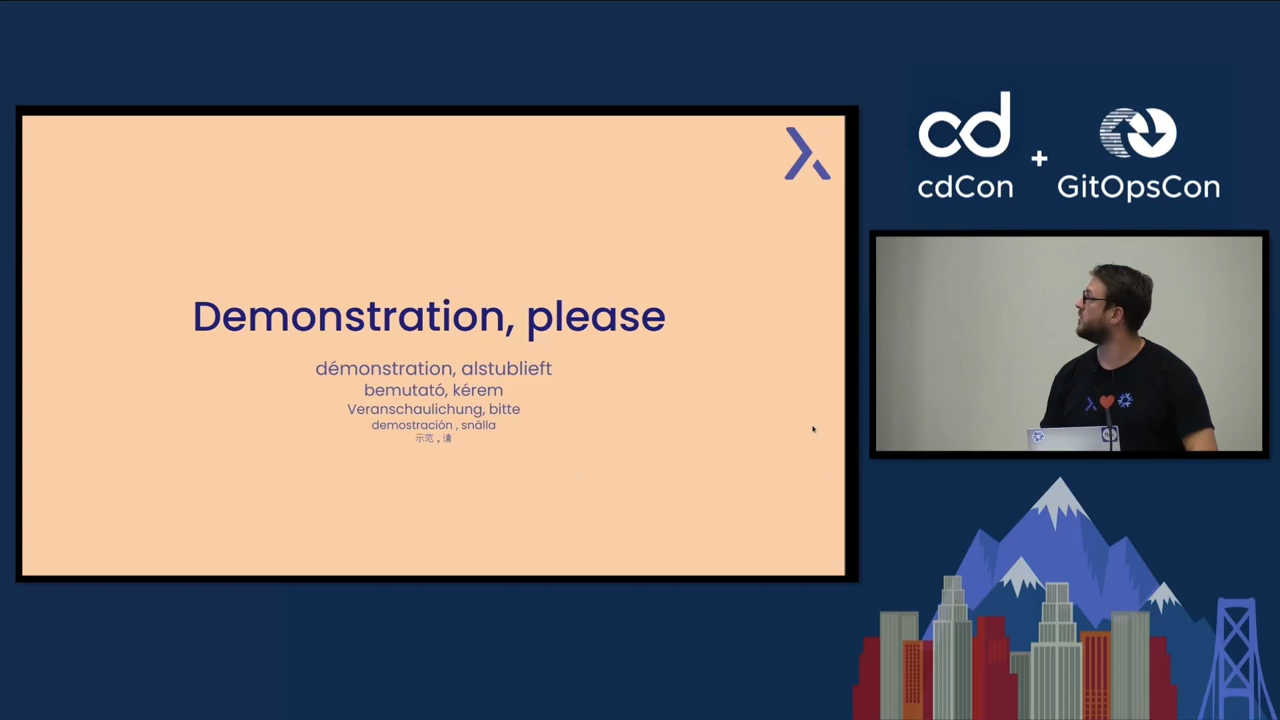 Demonstration, please
démonstration, alstublieft
bemutató, kérem
Veranschaulichung, bitte
demostración , snälla
示范，请
cd
cdCon
+
GitOpsCon